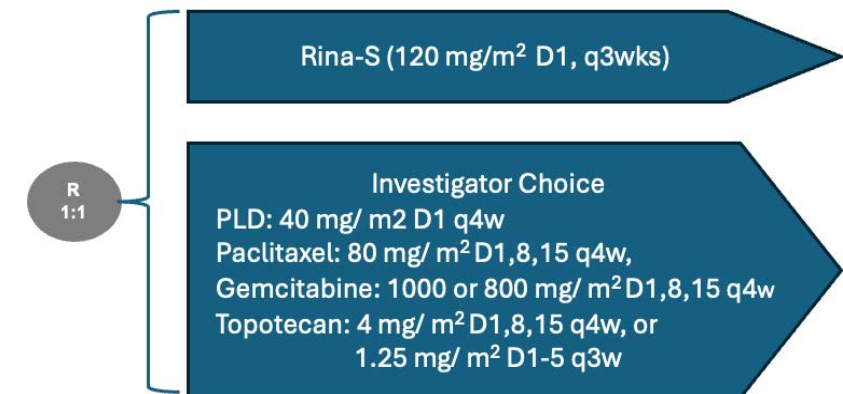 Rina-S (120 mg/m² D1, q3wks)
R
1:1
Investigator Choice
PLD: 40 mg/ m2 D1 q4w
Paclitaxel: 80 mg/ m² D1,8,15 q4w,
Gemcitabine: 1000 or 800 mg/ m² D1,8,15 q4w
Topotecan: 4 mg/ m² D1,8,15 q4w, or
1.25 mg/ m² D1-5 q3w